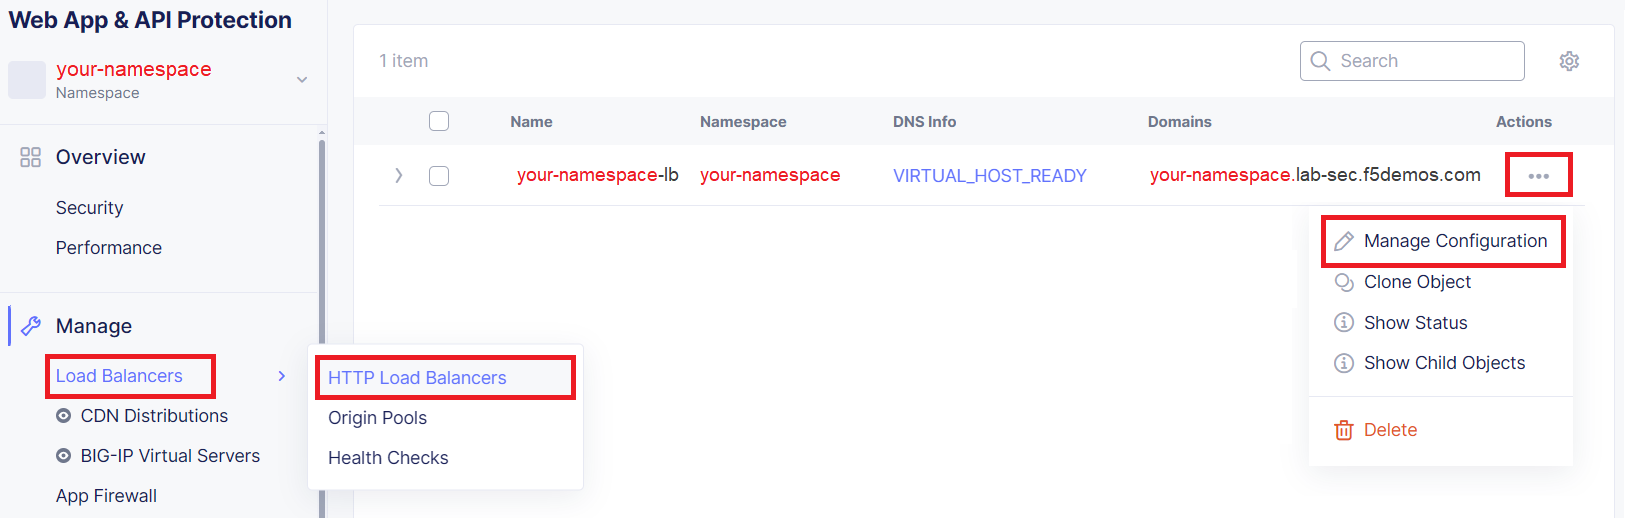 Web App & API Protection
your-namespace
Namespace
Overview
Security
Performance
Manage
Load Balancers
CDN Distributions
BIG-IP Virtual Servers
App Firewall
HTTP Load Balancers
Origin Pools
Health Checks
1 item
Search
Name Namespace DNS Info Domains Actions
your-namespace-lb your-namespace VIRTUAL_HOST_READY your-namespace.lab-sec.f5demos.com
Manage Configuration
Clone Object
Show Status
Show Child Objects
Delete